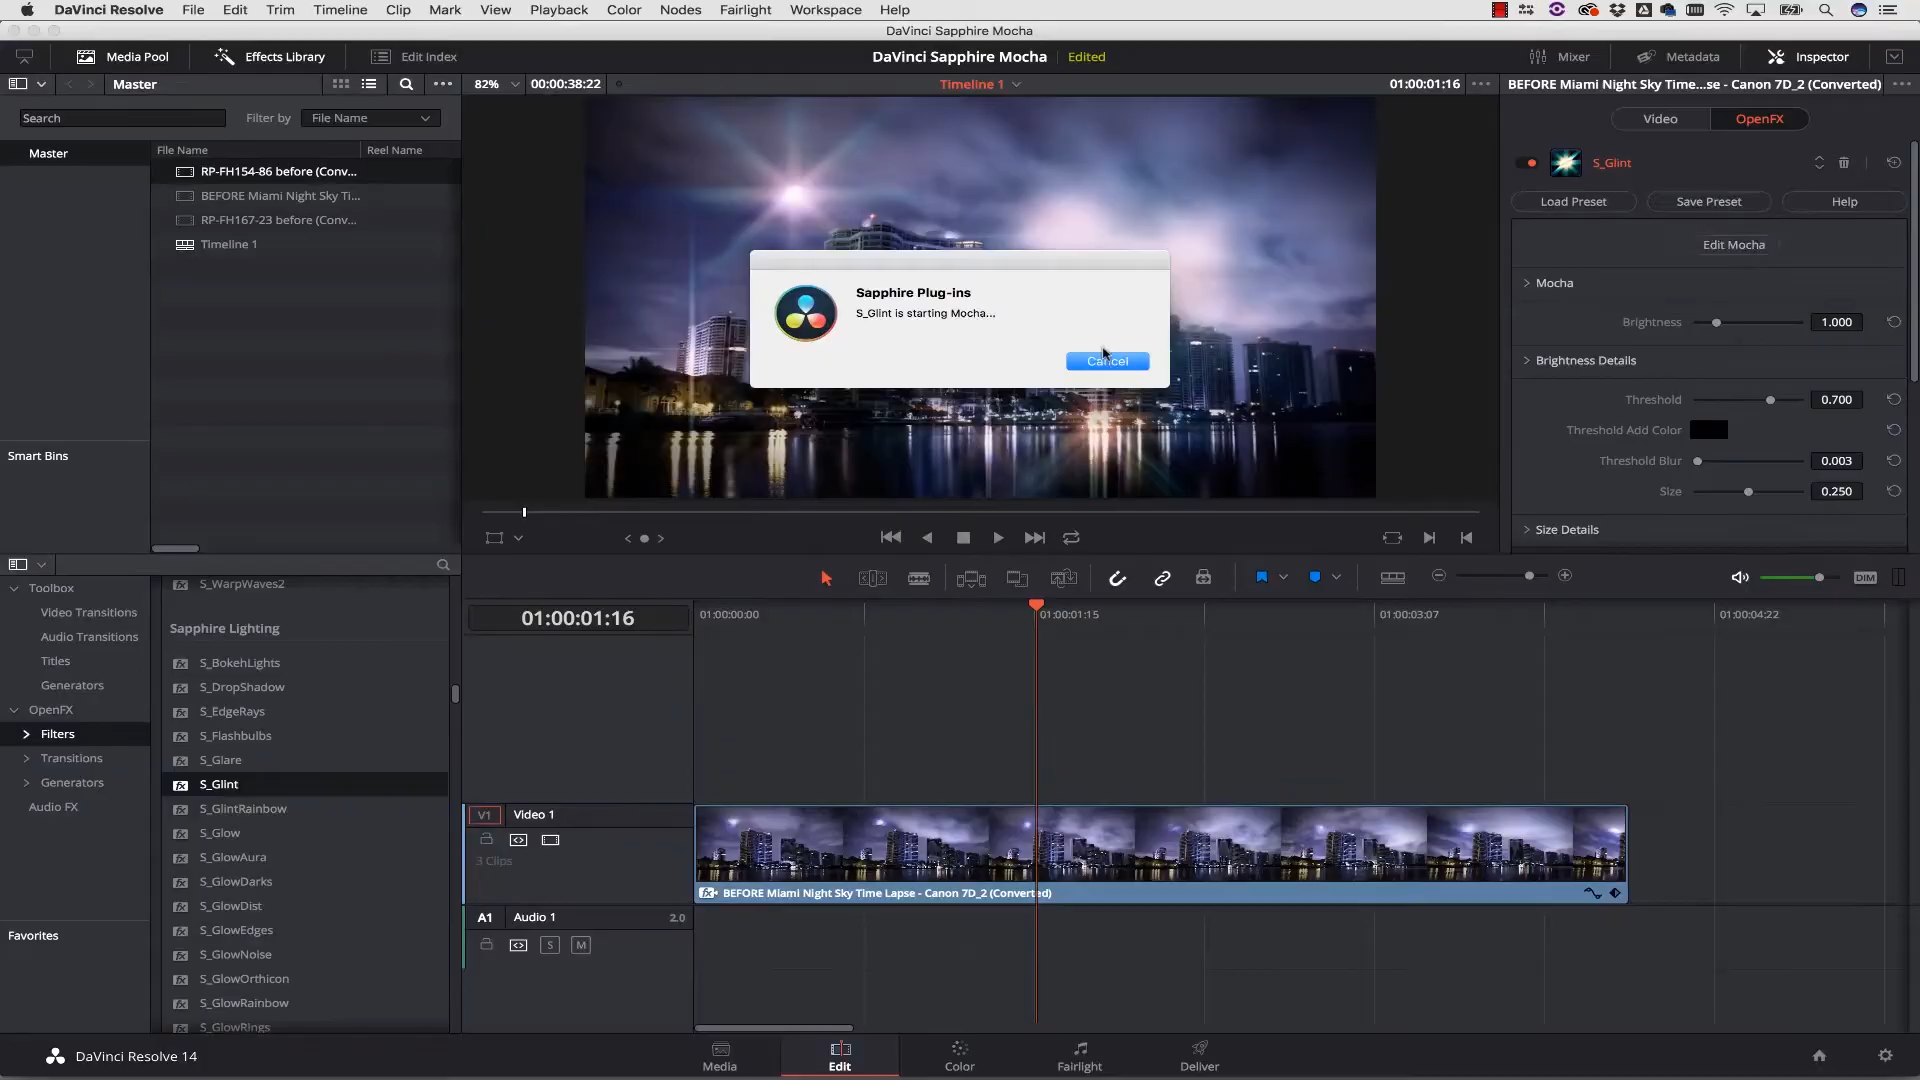 DaVinci Resolve File Edit Trim Timeline Clip Mark View Playback Color Nodes Fairlight Workspace Help
DaVinci Sapphire Mocha
Media Pool Effects Library Edit Index DaVinci Sapphire Mocha Edited Mixer Metadata Inspector
Master 82% 00:00:38:22 Timeline 1 01:00:01:16 BEFORE Miami Night Sky Time...se - Canon 7D_2 (Converted)
Search Filter by File Name
Video OpenFX
Master
File Name Reel Name
RP-FH154-86 before (Conv...
BEFORE Miami Night Sky Ti...
RP-FH167-23 before (Conv...
Timeline 1
S_Glint
Load Preset Save Preset Help
Edit Mocha
Mocha
Brightness 1.000
Brightness Details
Threshold 0.700
Threshold Add Color
Threshold Blur 0.003
Size 0.250
Size Details
Sapphire Plug-ins
S_Glint is starting Mocha...
Cancel
Smart Bins
Toolbox
Video Transitions
Audio Transitions
Titles
Generators
OpenFX
Filters
Transitions
Generators
Audio FX
Favorites
S_WarpWaves2
Sapphire Lighting
S_BokehLights
S_DropShadow
S_EdgeRays
S_Flashbulbs
S_Glare
S_Glint
S_GlintRainbow
S_Glow
S_GlowAura
S_GlowDarks
S_GlowDist
S_GlowEdges
S_GlowNoise
S_GlowOrthicon
S_GlowRainbow
S_GlowRings
DIM
01:00:01:16 01:00:00:00 01:00:01:15 01:00:03:07 01:00:04:22
V1 Video 1
3 Clips
BEFORE Miami Night Sky Time Lapse - Canon 7D_2 (Converted)
A1 Audio 1 2.0
S M
DaVinci Resolve 14 Media Edit Color Fairlight Deliver